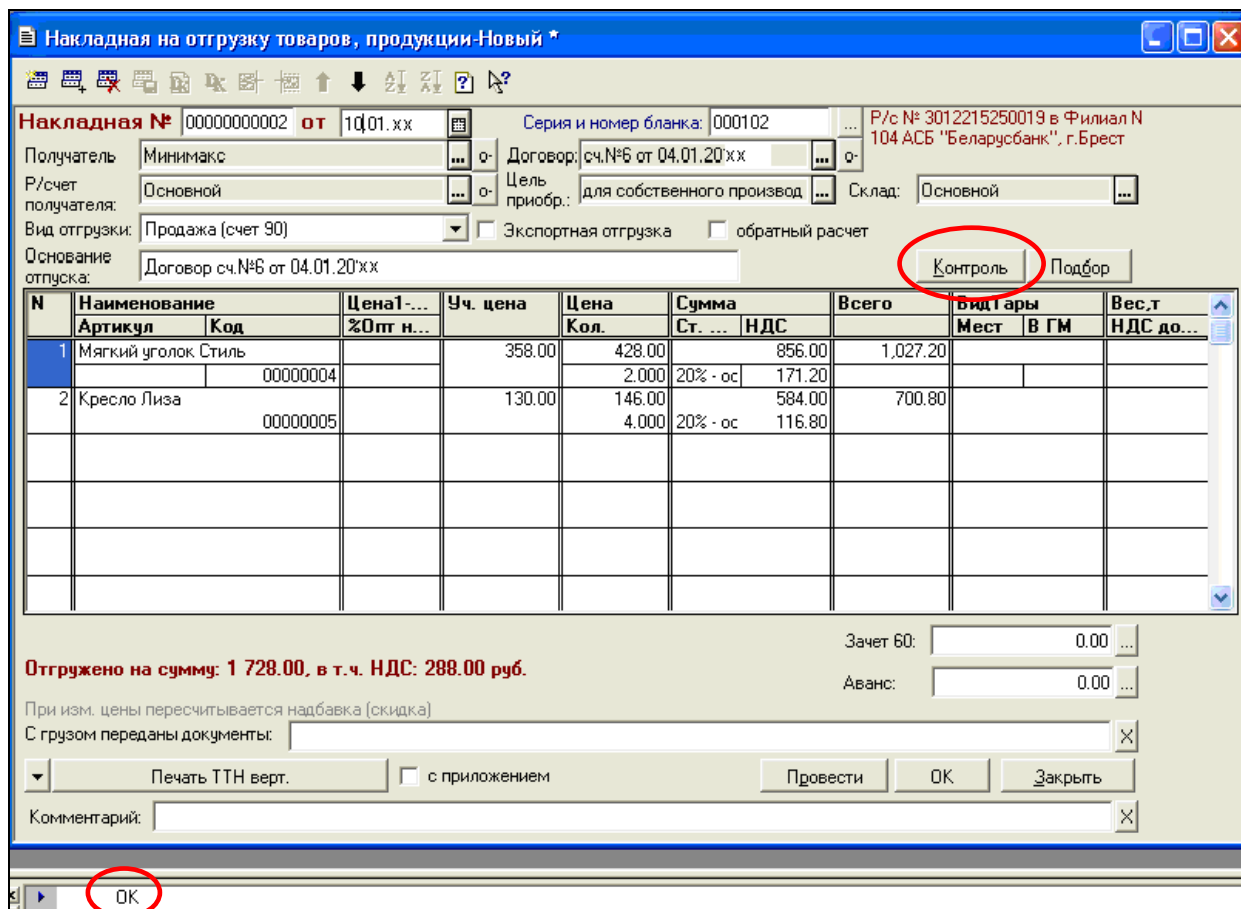 Накладная на отгрузку товаров, продукции-Новый *
Накладная № 00000000002 от 10.01.хх Серия и номер бланка: 000102 ... Р/с № 3012215250019 в Филиал N
104 АСБ "Беларусбанк", г.Брест
Получатель Минимакс ... о- Договор: сч.№6 от 04.01.20'хх ... о-
Р/счет получателя: Основной ... о- Цель приобр.: для собственного производ ... Склад: Основной ...
Вид отгрузки: Продажа (счет 90) Экспортная отгрузка обратный расчет
Основание отпуска: Договор сч.№6 от 04.01.20'хх Контроль Подбор
N Наименование Цена1-... Уч. цена Цена Сумма Всего ВидТары Вес,т
Артикул Код %Опт н... Кол. Ст. ... НДС Мест В ГМ НДС до...
1 Мягкий уголок Стиль 358.00 428.00 856.00 1,027.20
00000004 2.000 20% - ос 171.20
2 Кресло Лиза 130.00 146.00 584.00 700.80
00000005 4.000 20% - ос 116.80
Зачет 60: 0.00 ...
Отгружено на сумму: 1 728.00, в т.ч. НДС: 288.00 руб.
Аванс: 0.00 ...
При изм. цены пересчитывается надбавка (скидка)
С грузом переданы документы: X
Печать ТТН верт. с приложением Провести OK Закрыть
Комментарий: X
OK